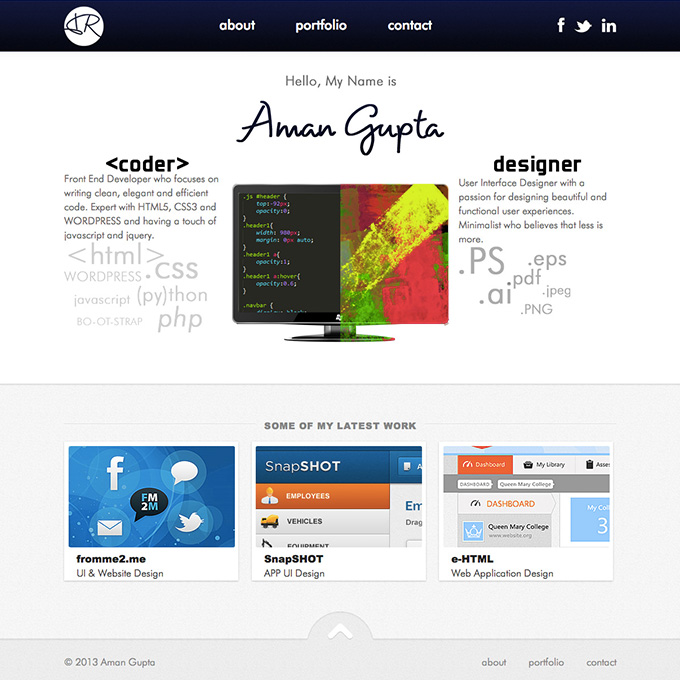 about portfolio contact
Hello, My Name is
Aman Gupta
<coder>
Front End Developer who focuses on
writing clean, elegant and efficient
code. Expert with HTML5, CSS3 and
WORDPRESS and having a touch of
javascript and jquery.
<html>
WORDPRESS .css
javascript (py)thon
BO-OT-STRAP php
.js #header {
top:-92px;
opacity:0;
}
.header1{
width: 980px;
margin: 0px auto;
}
.header1 a{
opacity:1;
}
.header1 a:hover{
opacity:0.6;
}
.navbar {
designer
User Interface Designer with a
passion for designing beautiful and
functional user experiences.
Minimalist who believes that less is
more.
.PS .eps
pdf
.ai .jpeg
.PNG
SOME OF MY LATEST WORK
FM
2M
fromme2.me
UI & Website Design
SnapSHOT
A
EMPLOYEES
VEHICLES
EQUIPMENT
Em
Drag
SnapSHOT
APP UI Design
Dashboard My Library Asses
DASHBOARD Queen Mary College
DASHBOARD
Queen Mary College
www.website.org
My Col
3
e-HTML
Web Application Design
© 2013 Aman Gupta
about portfolio contact